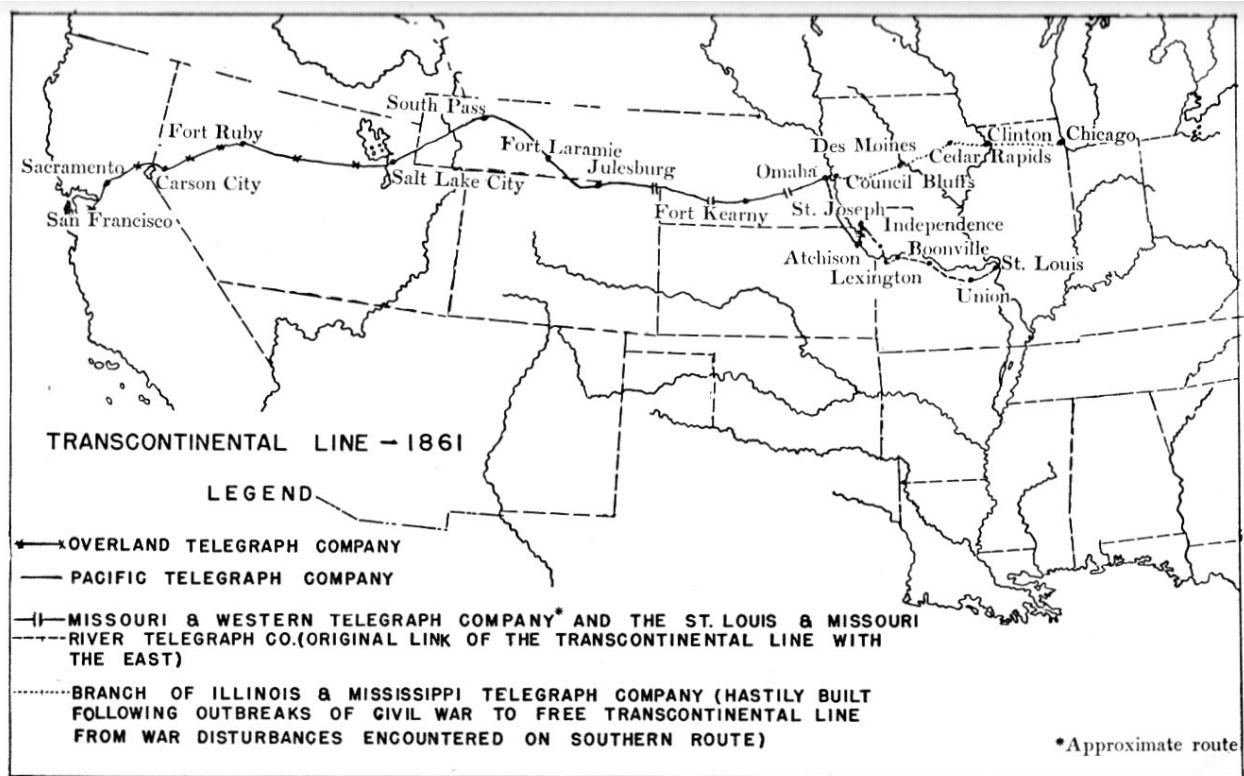 South Pass
Fort Ruby
Clinton
Chicago
Des Moines
Fort Laramie
Cedar Rapids
Sacramento
Julesburg
Omaha
Carson City
Salt Lake City
Council Bluffs
San Francisco
Fort Kearny
St. Joseph
Independence
Atchison
Boonville
St. Louis
Lexington
Union
TRANSCONTINENTAL LINE - 1861
LEGEND
OVERLAND TELEGRAPH COMPANY
PACIFIC TELEGRAPH COMPANY
MISSOURI & WESTERN TELEGRAPH COMPANY* AND THE ST. LOUIS & MISSOURI
RIVER TELEGRAPH CO. (ORIGINAL LINK OF THE TRANSCONTINENTAL LINE WITH
THE EAST)
BRANCH OF ILLINOIS & MISSISSIPPI TELEGRAPH COMPANY (HASTILY BUILT
FOLLOWING OUTBREAKS OF CIVIL WAR TO FREE TRANSCONTINENTAL LINE
FROM WAR DISTURBANCES ENCOUNTERED ON SOUTHERN ROUTE)
*Approximate route